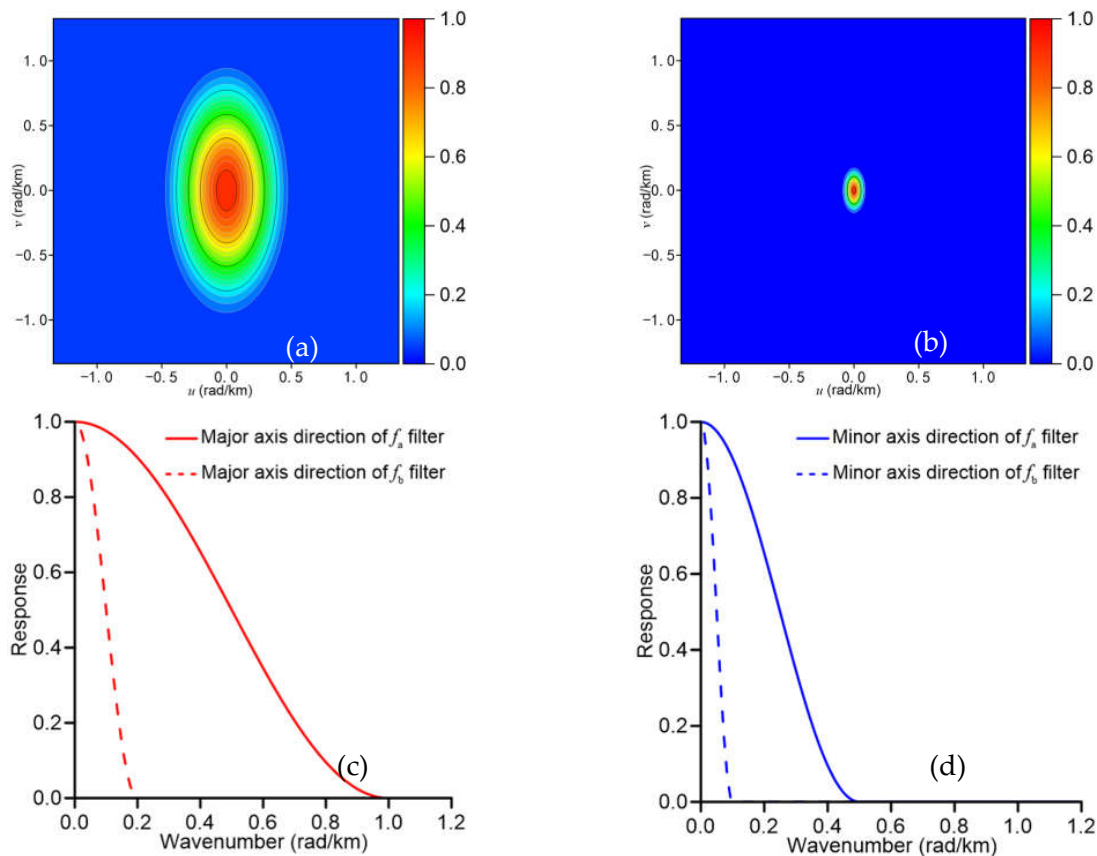 1.0
0.5
0.0
−0.5
−1.0
v (rad/km)
−1.0
−0.5
0.0
0.5
1.0
u (rad/km)
(a)
1.0
0.8
0.6
0.4
0.2
0.0
1.0
0.5
0.0
−0.5
−1.0
v (rad/km)
−1.0
−0.5
0.0
0.5
1.0
u (rad/km)
(b)
1.0
0.8
0.6
0.4
0.2
0.0
1.0
0.8
0.6
0.4
0.2
0.0
Response
Major axis direction of fa filter
Major axis direction of fb filter
(c)
0.0 0.2 0.4 0.6 0.8 1.0 1.2
Wavenumber (rad/km)
1.0
0.8
0.6
0.4
0.2
0.0
Response
Minor axis direction of fa filter
Minor axis direction of fb filter
(d)
0.0 0.2 0.4 0.6 0.8 1.0 1.2
Wavenumber (rad/km)